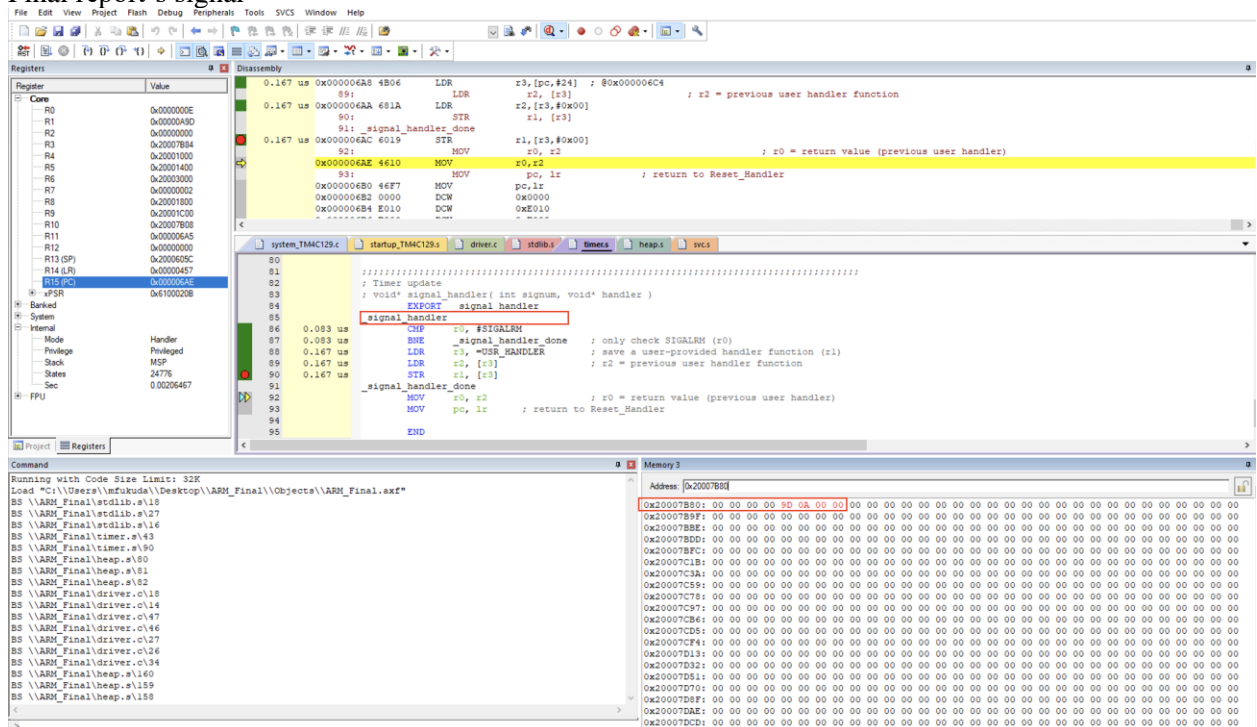 Final report's signal
File Edit View Project Flash Debug Peripherals Tools SVCS Window Help
Registers
Register Value
Core
R0 0x0000000E
R1 0x00000A9D
R2 0x00000000
R3 0x20007B84
R4 0x20001000
R5 0x20001400
R6 0x20003000
R7 0x00000002
R8 0x20001800
R9 0x20001C00
R10 0x20007B08
R11 0x000006A5
R12 0x00000000
R13 (SP) 0x2000605C
R14 (LR) 0x00000457
R15 (PC) 0x000006AE
xPSR 0x6100020B
Banked
System
Internal
Mode Handler
Privilege Privileged
Stack MSP
States 24776
Sec 0.00206467
FPU
Project Registers
Disassembly
0.167 us 0x000006A8 4B06 LDR r3,[pc,#24] ; @0x000006C4
89: LDR r2, [r3] ; r2 = previous user handler function
0.167 us 0x000006AA 681A LDR r2,[r3,#0x00]
90: STR r1, [r3]
91: _signal_handler_done
0.167 us 0x000006AC 6019 STR r1,[r3,#0x00]
92: MOV r0, r2 ; r0 = return value (previous user handler)
0x000006AE 4610 MOV r0,r2
93: MOV pc, lr ; return to Reset_Handler
0x000006B0 46F7 MOV pc,lr
0x000006B2 0000 DCW 0x0000
0x000006B4 E010 DCW 0xE010
system_TM4C129.c startup_TM4C129.s driver.c stdlib.s timer.s heap.s svc.s
80
81 ;;;;;;;;;;;;;;;;;;;;;;;;;;;;;;;;;;;;;;;;;;;;;;;;;;;;;;;;;;;;;;;;;;;;;;
82 ; Timer update
83 ; void* signal_handler( int signum, void* handler )
84 EXPORT _signal_handler
85 _signal_handler
86 0.083 us CMP r0, #SIGALRM
87 0.083 us BNE _signal_handler_done ; only check SIGALRM (r0)
88 0.167 us LDR r3, =USR_HANDLER ; save a user-provided handler function (r1)
89 0.167 us LDR r2, [r3] ; r2 = previous user handler function
90 0.167 us STR r1, [r3]
91 _signal_handler_done
92 MOV r0, r2 ; r0 = return value (previous user handler)
93 MOV pc, lr ; return to Reset_Handler
94
95 END
Command
Running with Code Size Limit: 32K
Load "C:\\Users\\mfukuda\\Desktop\\ARM_Final\\Objects\\ARM_Final.axf"
BS \\ARM_Final\stdlib.s\18
BS \\ARM_Final\stdlib.s\27
BS \\ARM_Final\stdlib.s\16
BS \\ARM_Final\timer.s\43
BS \\ARM_Final\timer.s\90
BS \\ARM_Final\heap.s\80
BS \\ARM_Final\heap.s\81
BS \\ARM_Final\heap.s\82
BS \\ARM_Final\driver.c\18
BS \\ARM_Final\driver.c\14
BS \\ARM_Final\driver.c\47
BS \\ARM_Final\driver.c\46
BS \\ARM_Final\driver.c\27
BS \\ARM_Final\driver.c\26
BS \\ARM_Final\driver.c\34
BS \\ARM_Final\heap.s\160
BS \\ARM_Final\heap.s\159
BS \\ARM_Final\heap.s\158
>
Memory 3
Address: 0x20007B80
0x20007B80: 00 00 00 00 9D 0A 00 00 00 00 00 00 00 00 00 00 00 00 00 00 00 00 00 00 00 00 00 00 00 00 00
0x20007B9F: 00 00 00 00 00 00 00 00 00 00 00 00 00 00 00 00 00 00 00 00 00 00 00 00 00 00 00 00 00 00 00
0x20007BBE: 00 00 00 00 00 00 00 00 00 00 00 00 00 00 00 00 00 00 00 00 00 00 00 00 00 00 00 00 00 00 00
0x20007BDD: 00 00 00 00 00 00 00 00 00 00 00 00 00 00 00 00 00 00 00 00 00 00 00 00 00 00 00 00 00 00 00
0x20007BFC: 00 00 00 00 00 00 00 00 00 00 00 00 00 00 00 00 00 00 00 00 00 00 00 00 00 00 00 00 00 00 00
0x20007C1B: 00 00 00 00 00 00 00 00 00 00 00 00 00 00 00 00 00 00 00 00 00 00 00 00 00 00 00 00 00 00 00
0x20007C3A: 00 00 00 00 00 00 00 00 00 00 00 00 00 00 00 00 00 00 00 00 00 00 00 00 00 00 00 00 00 00 00
0x20007C59: 00 00 00 00 00 00 00 00 00 00 00 00 00 00 00 00 00 00 00 00 00 00 00 00 00 00 00 00 00 00 00
0x20007C78: 00 00 00 00 00 00 00 00 00 00 00 00 00 00 00 00 00 00 00 00 00 00 00 00 00 00 00 00 00 00 00
0x20007C97: 00 00 00 00 00 00 00 00 00 00 00 00 00 00 00 00 00 00 00 00 00 00 00 00 00 00 00 00 00 00 00
0x20007CB6: 00 00 00 00 00 00 00 00 00 00 00 00 00 00 00 00 00 00 00 00 00 00 00 00 00 00 00 00 00 00 00
0x20007CD5: 00 00 00 00 00 00 00 00 00 00 00 00 00 00 00 00 00 00 00 00 00 00 00 00 00 00 00 00 00 00 00
0x20007CF4: 00 00 00 00 00 00 00 00 00 00 00 00 00 00 00 00 00 00 00 00 00 00 00 00 00 00 00 00 00 00 00
0x20007D13: 00 00 00 00 00 00 00 00 00 00 00 00 00 00 00 00 00 00 00 00 00 00 00 00 00 00 00 00 00 00 00
0x20007D32: 00 00 00 00 00 00 00 00 00 00 00 00 00 00 00 00 00 00 00 00 00 00 00 00 00 00 00 00 00 00 00
0x20007D51: 00 00 00 00 00 00 00 00 00 00 00 00 00 00 00 00 00 00 00 00 00 00 00 00 00 00 00 00 00 00 00
0x20007D70: 00 00 00 00 00 00 00 00 00 00 00 00 00 00 00 00 00 00 00 00 00 00 00 00 00 00 00 00 00 00 00
0x20007D8F: 00 00 00 00 00 00 00 00 00 00 00 00 00 00 00 00 00 00 00 00 00 00 00 00 00 00 00 00 00 00 00
0x20007DAE: 00 00 00 00 00 00 00 00 00 00 00 00 00 00 00 00 00 00 00 00 00 00 00 00 00 00 00 00 00 00 00
0x20007DCD: 00 00 00 00 00 00 00 00 00 00 00 00 00 00 00 00 00 00 00 00 00 00 00 00 00 00 00 00 00 00 00